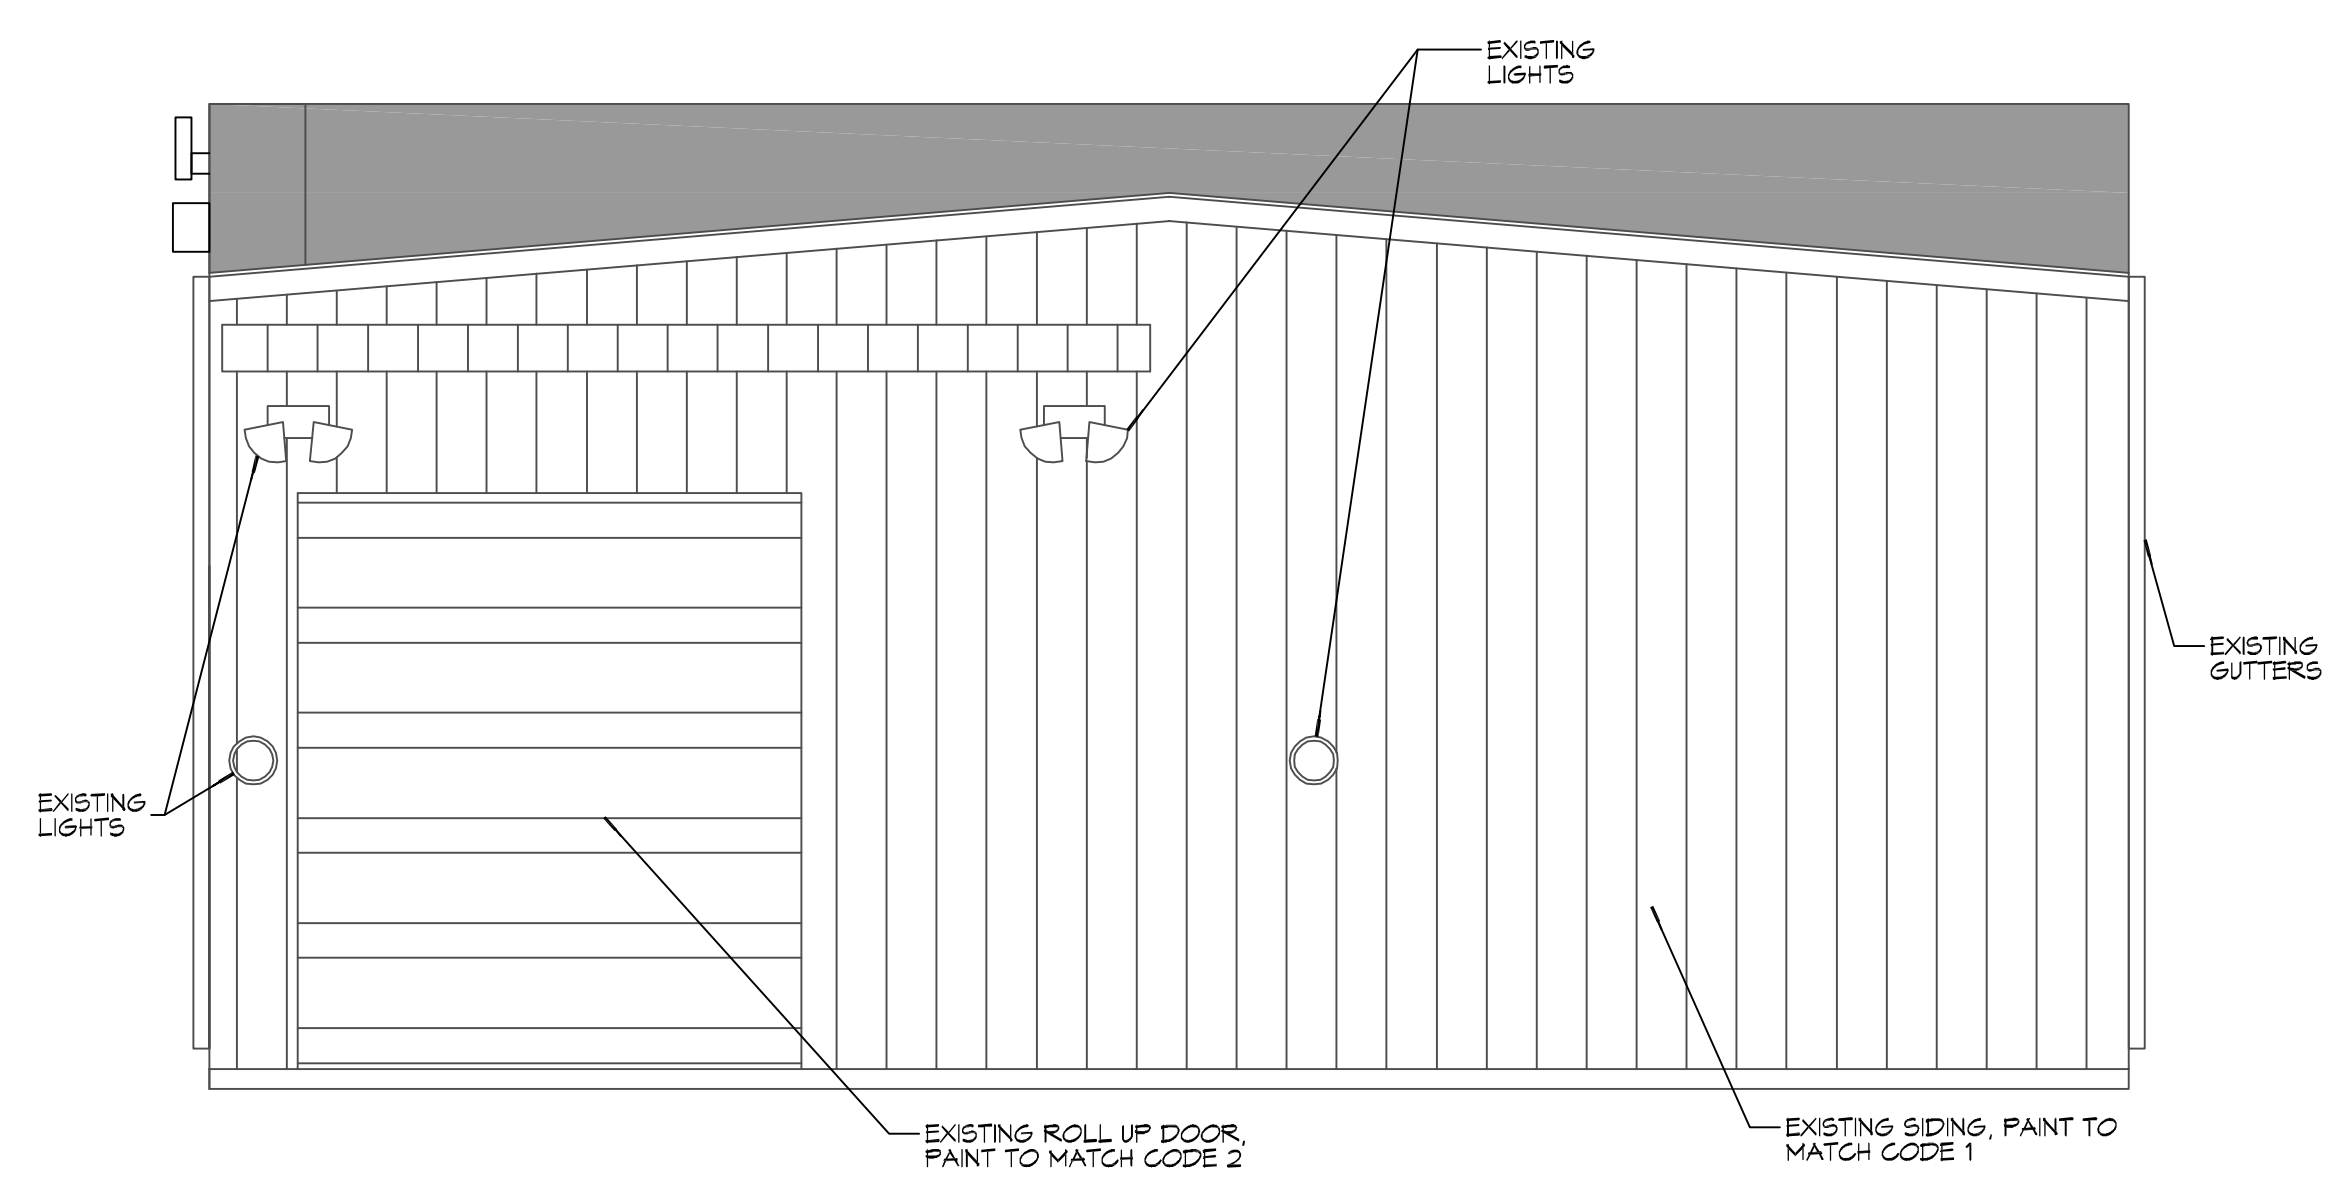 EXISTING
LIGHTS
EXISTING
GUTTERS
EXISTING
LIGHTS
EXISTING ROLL UP DOOR,
PAINT TO MATCH CODE 2
EXISTING SIDING, PAINT TO
MATCH CODE 1